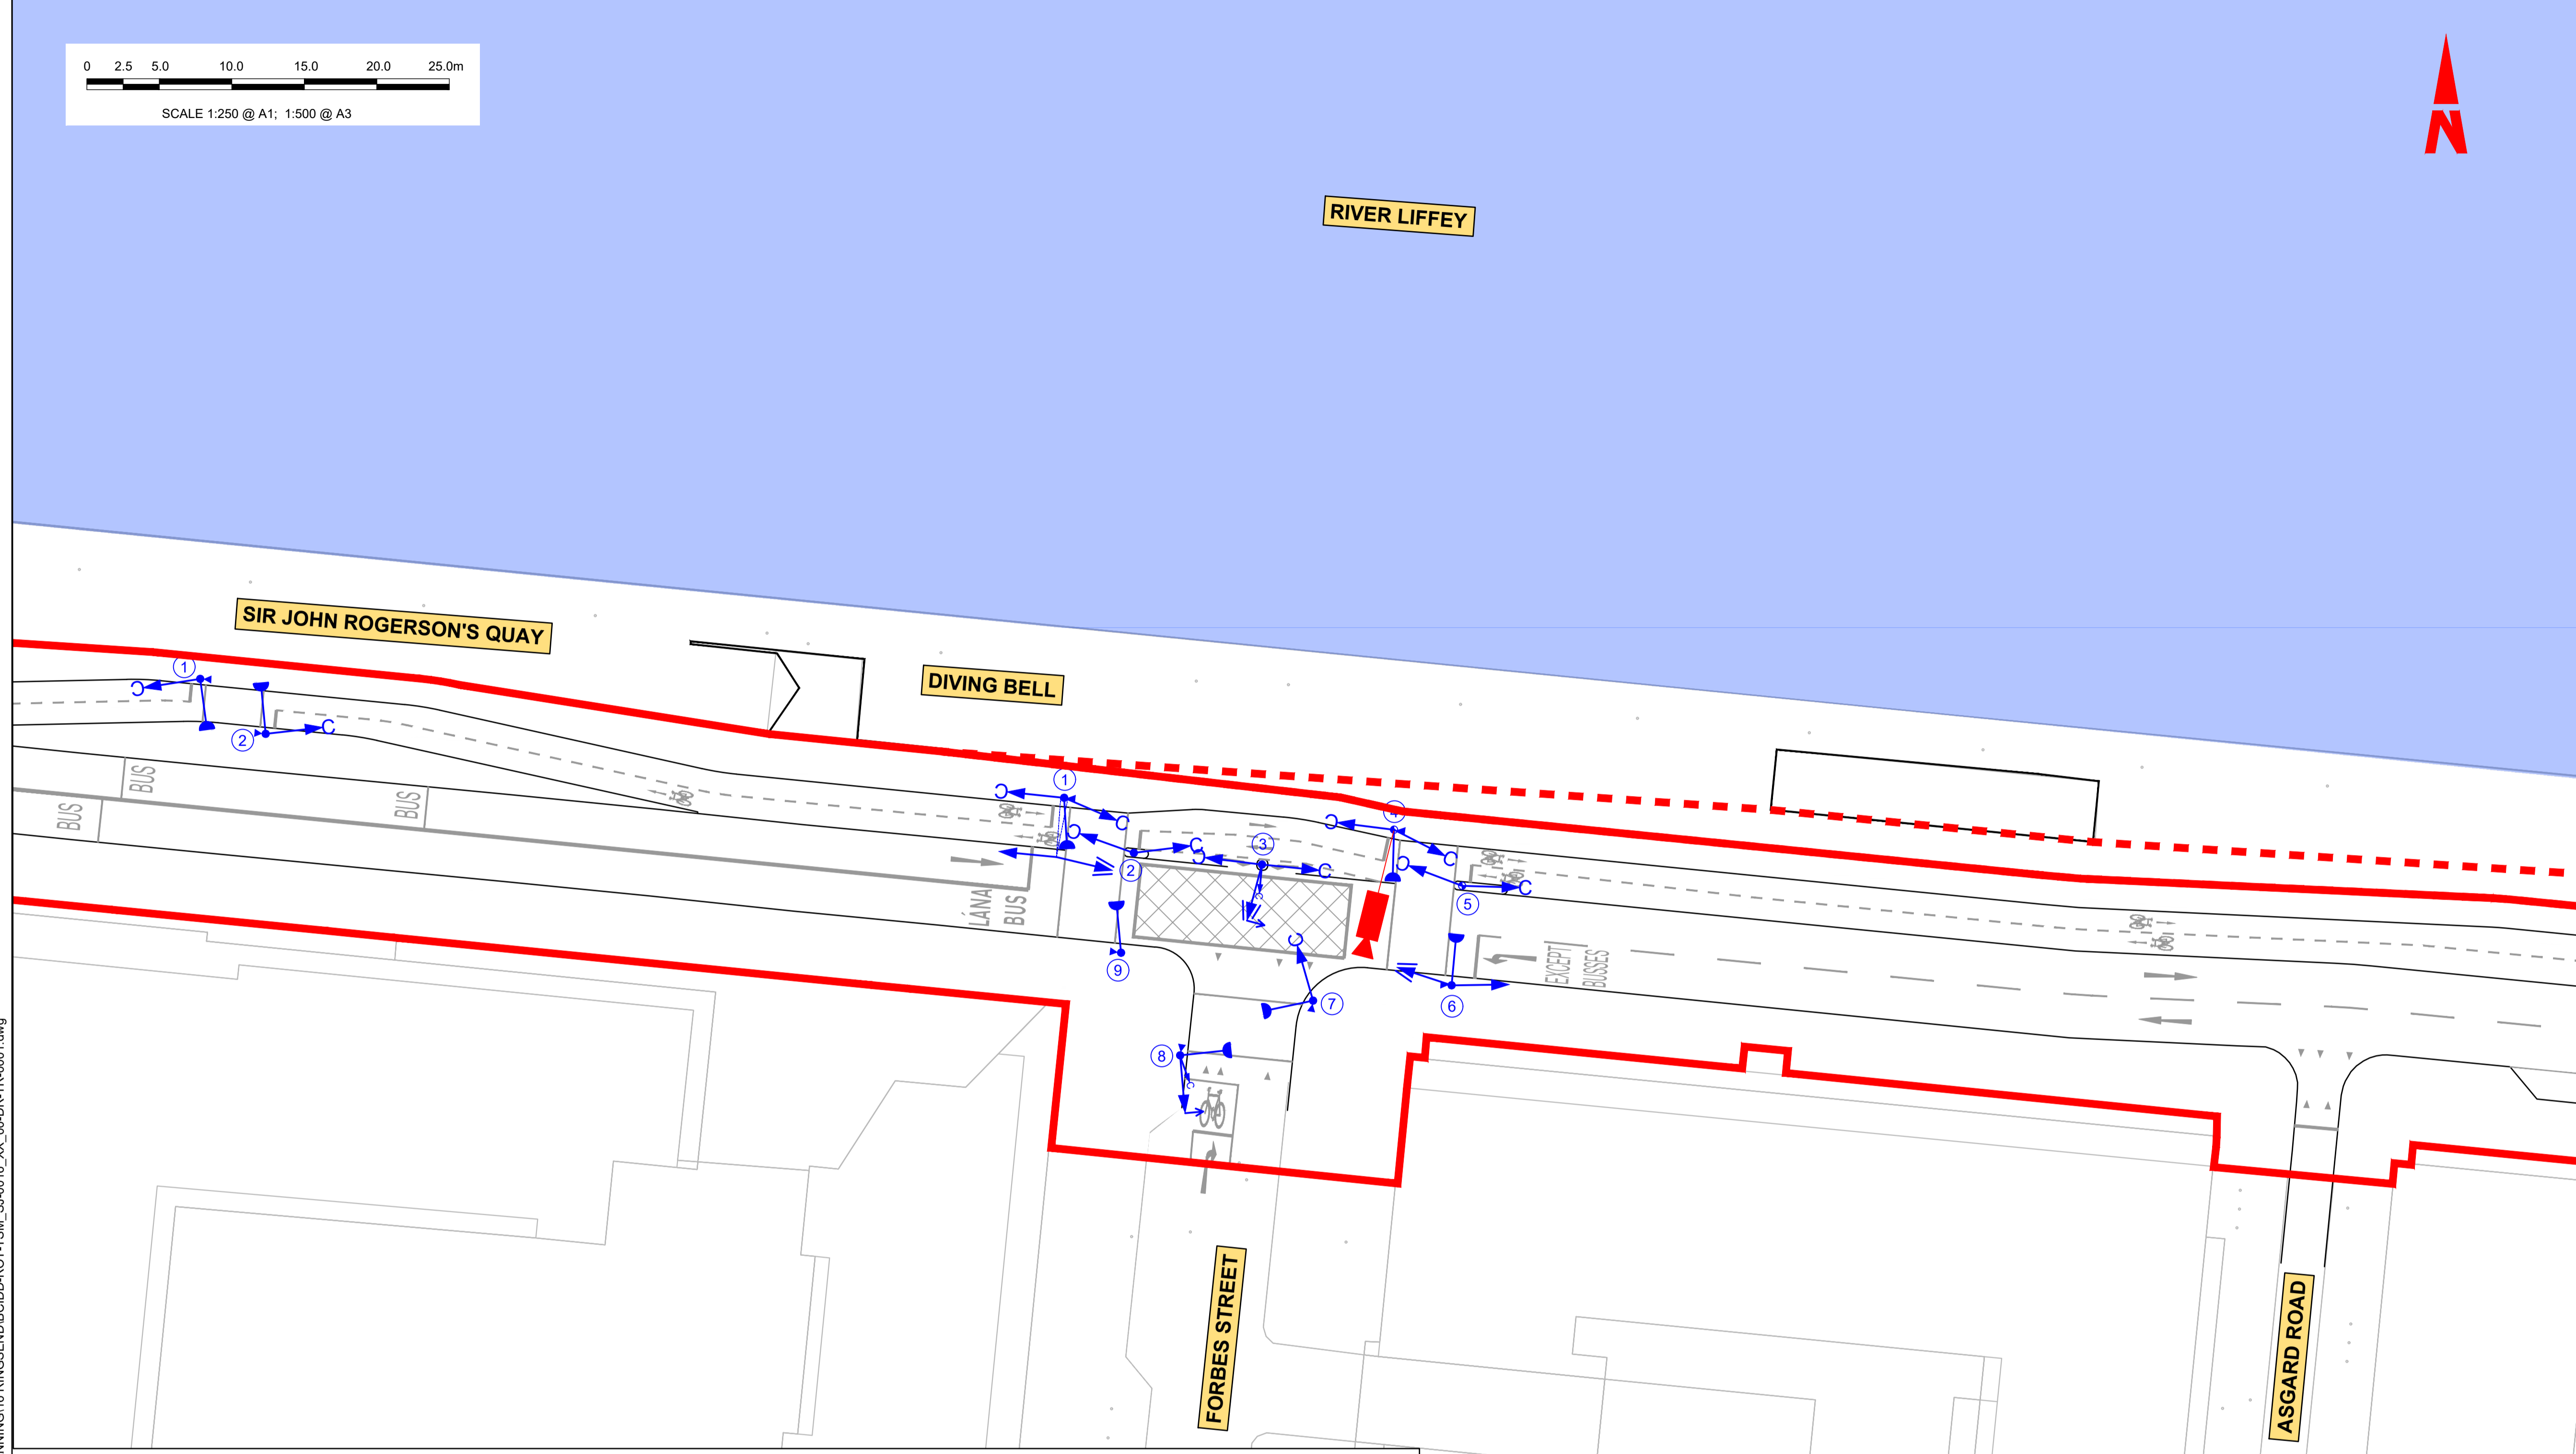 0 2.5 5.0 10.0 15.0 20.0 25.0m
SCALE 1:250 @ A1; 1:500 @ A3
N
RIVER LIFFEY
SIR JOHN ROGERSON'S QUAY
DIVING BELL
1
2
BUS
BUS
BUS
1
C
C
C
C
2
C
C
3
C
C
4
C
C
C
5
C
LÁNA
BUS
EXCEPT
BUSSES
9
C
7
6
8
C
C
FORBES STREET
ASGARD ROAD